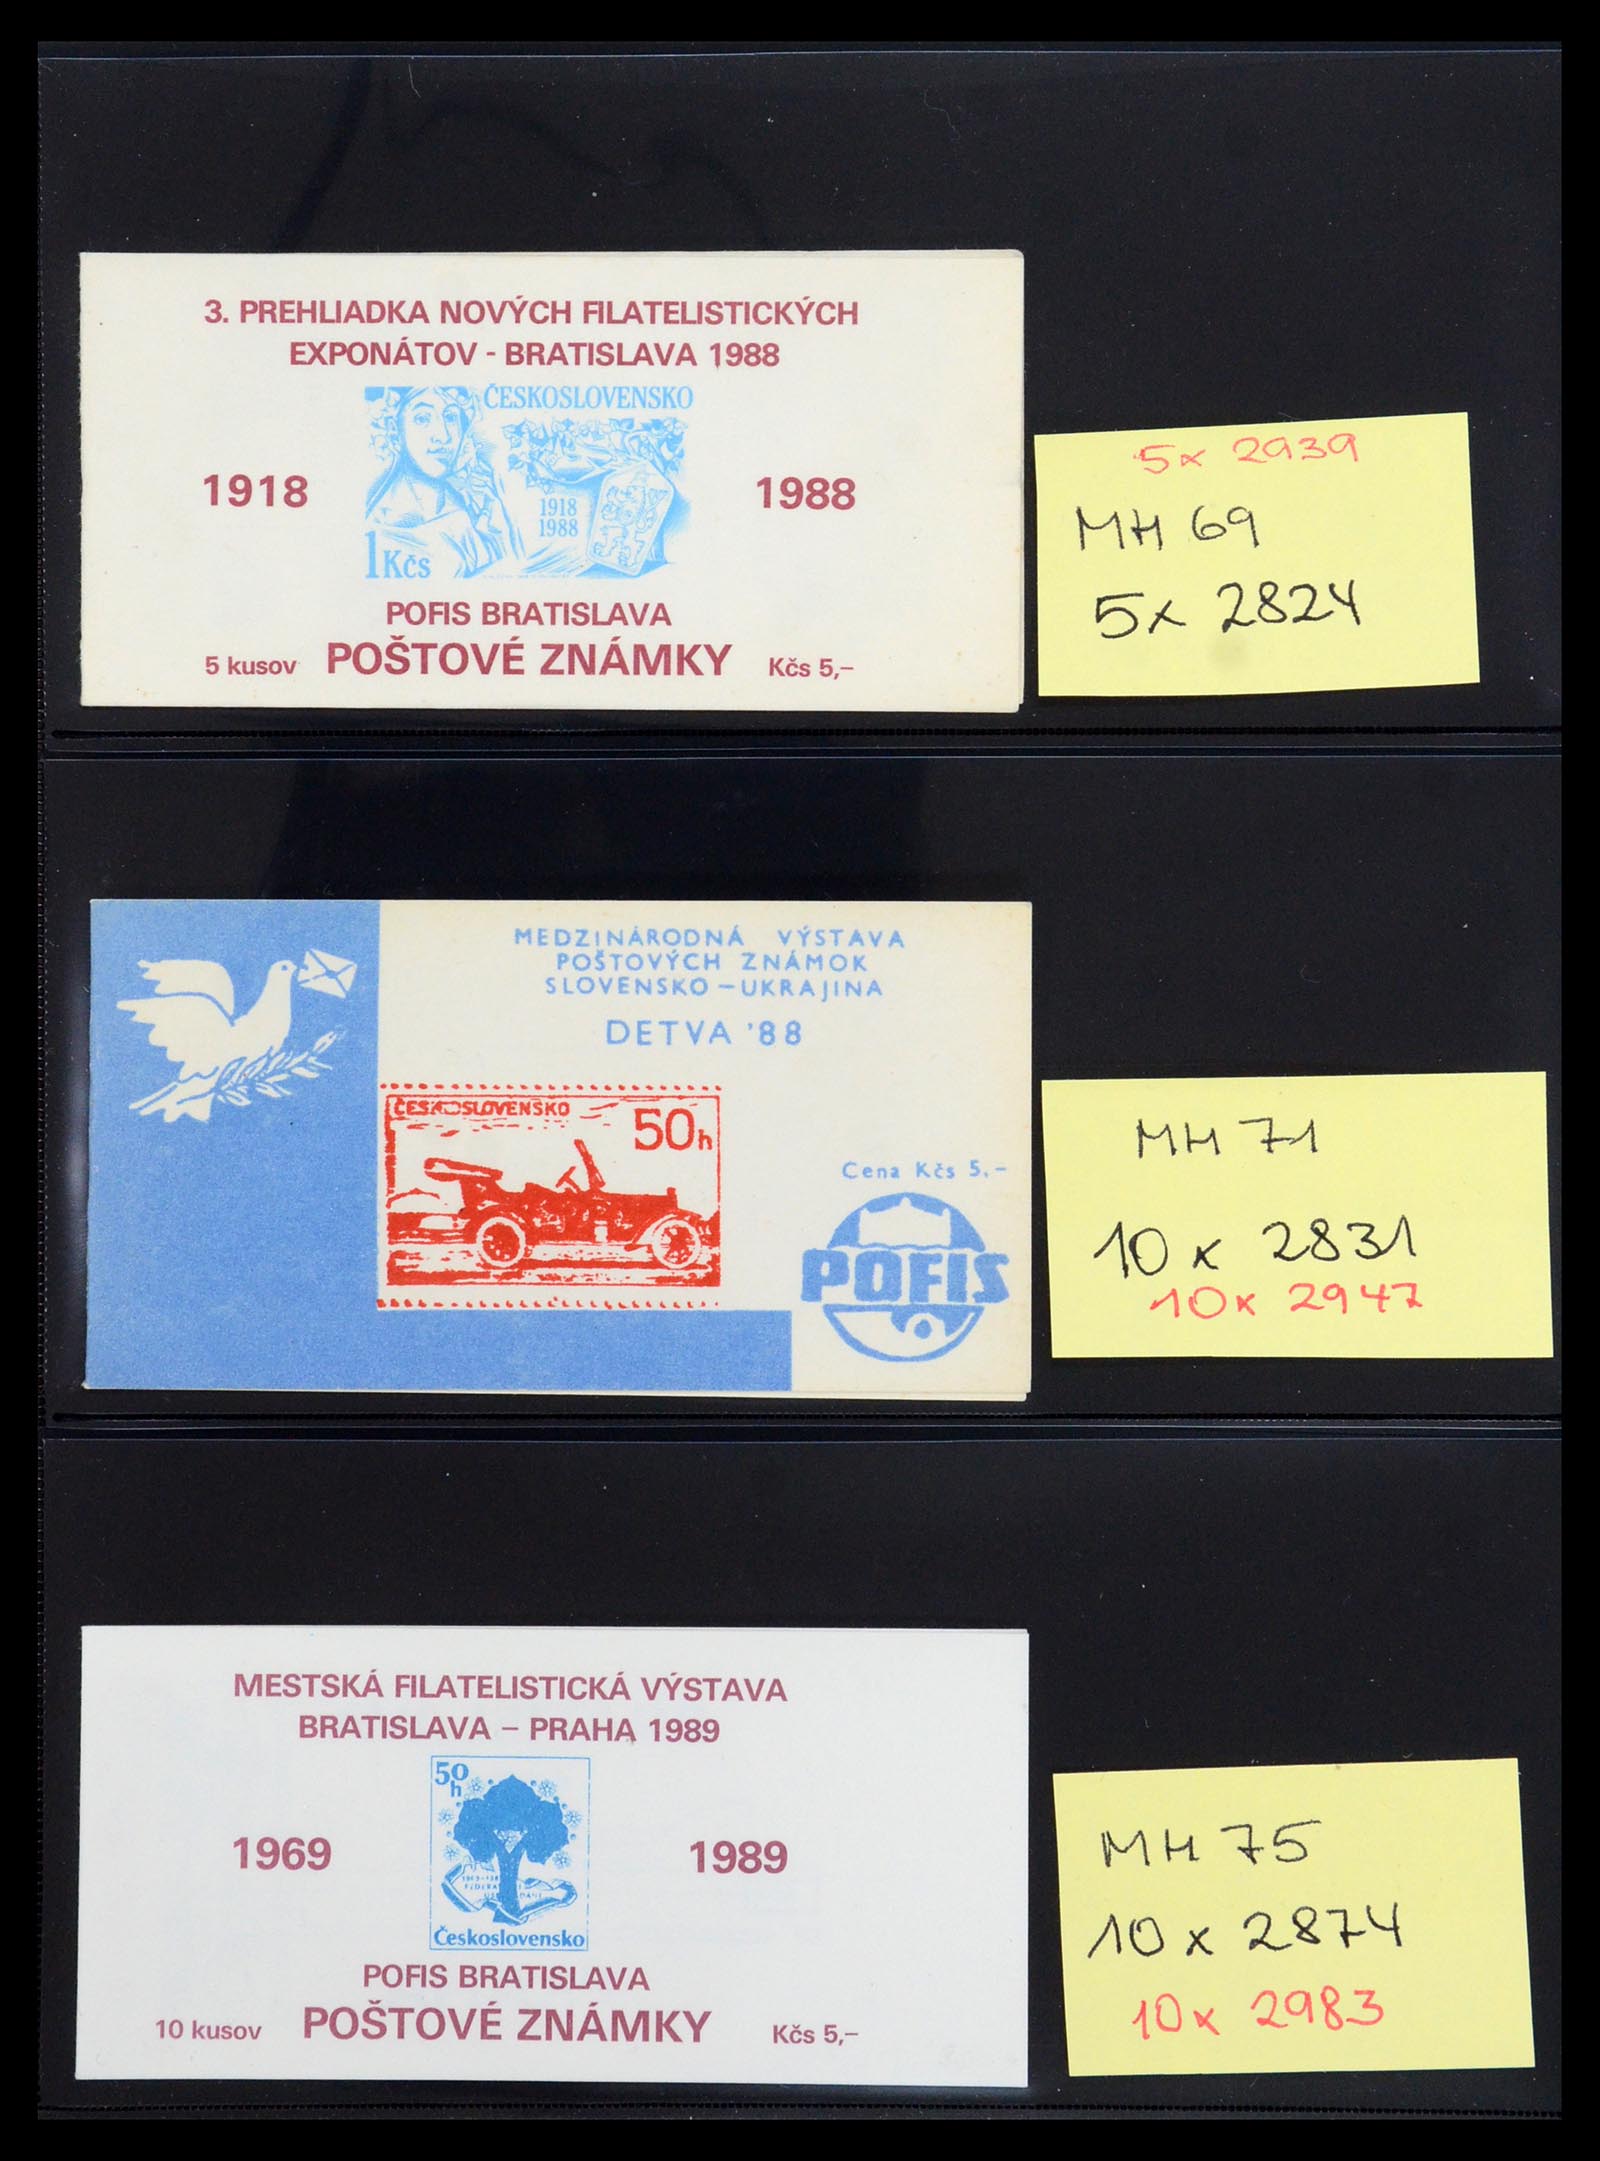 3. PREHLIADKA NOVÝCH FILATELISTICKÝCH
EXPONÁTOV - BRATISLAVA 1988
ČESKOSLOVENSKO
1918
1918
1988
1988
1Kčs
POFIS BRATISLAVA
5 kusov POŠTOVÉ ZNÁMKY Kčs 5,–
5x 2939
MH 69
5x 2824
MEDZINÁRODNÁ VÝSTAVA
POŠTOVÝCH ZNÁMOK
SLOVENSKO – UKRAJINA
DETVA '88
ČESKOSLOVENSKO
50h
Cena Kčs 5.–
POFIS
MH 71
10 x 2831
10x 2947
MESTSKÁ FILATELISTICKÁ VÝSTAVA
BRATISLAVA – PRAHA 1989
50h
1969
1989
Československo
POFIS BRATISLAVA
10 kusov POŠTOVÉ ZNÁMKY Kčs 5,–
MH 75
10 x 2874
10x 2983